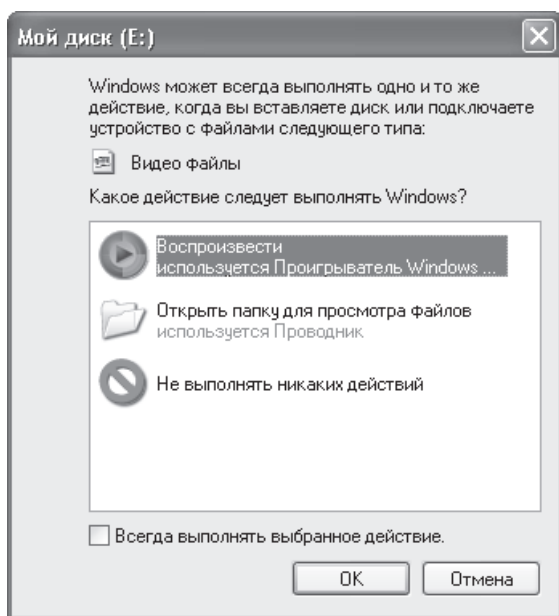 Мой диск (E:)
Windows может всегда выполнять одно и то же
действие, когда вы вставляете диск или подключаете
устройство с файлами следующего типа:
Видео файлы
Какое действие следует выполнять Windows?
Воспроизвести
используется Проигрыватель Windows ...
Открыть папку для просмотра файлов
используется Проводник
Не выполнять никаких действий
Всегда выполнять выбранное действие.
OK
Отмена